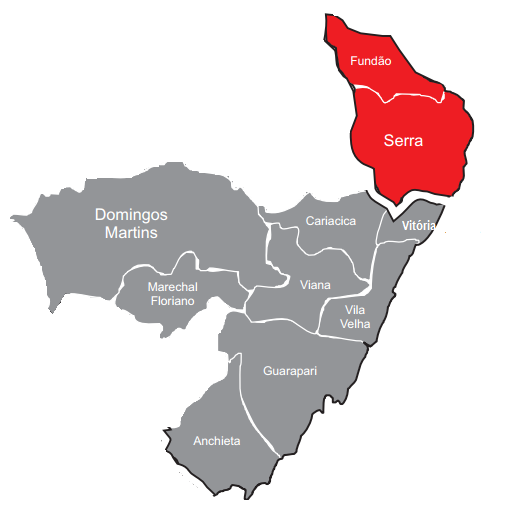 Fundão
Serra
Domingos
Martins
Cariacica
Vitória
Marechal
Floriano
Viana
Vila
Velha
Guarapari
Anchieta